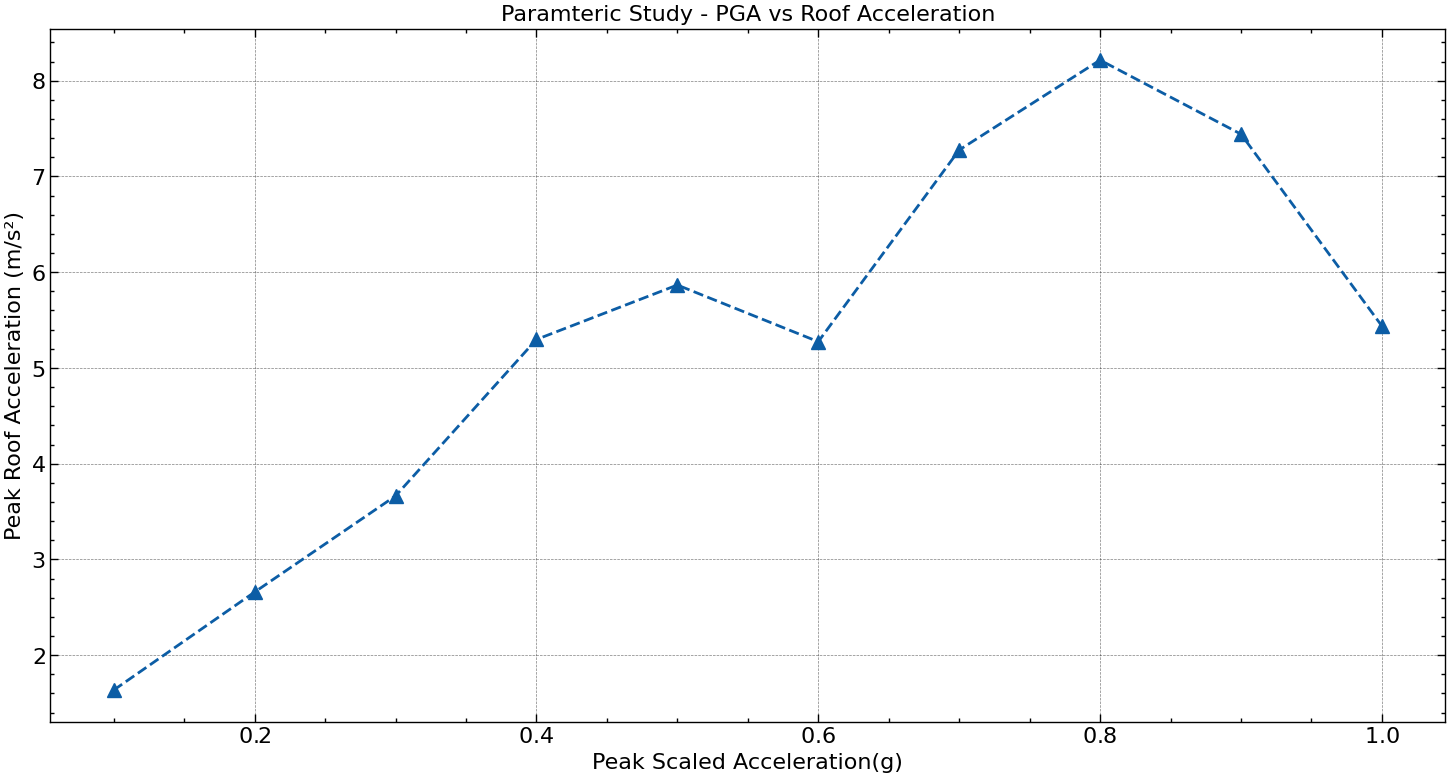 Paramteric Study - PGA vs Roof Acceleration
Peak Roof Acceleration (m/s²)
8
7
6
5
4
3
2
0.2 0.4 0.6 0.8 1.0
Peak Scaled Acceleration(g)